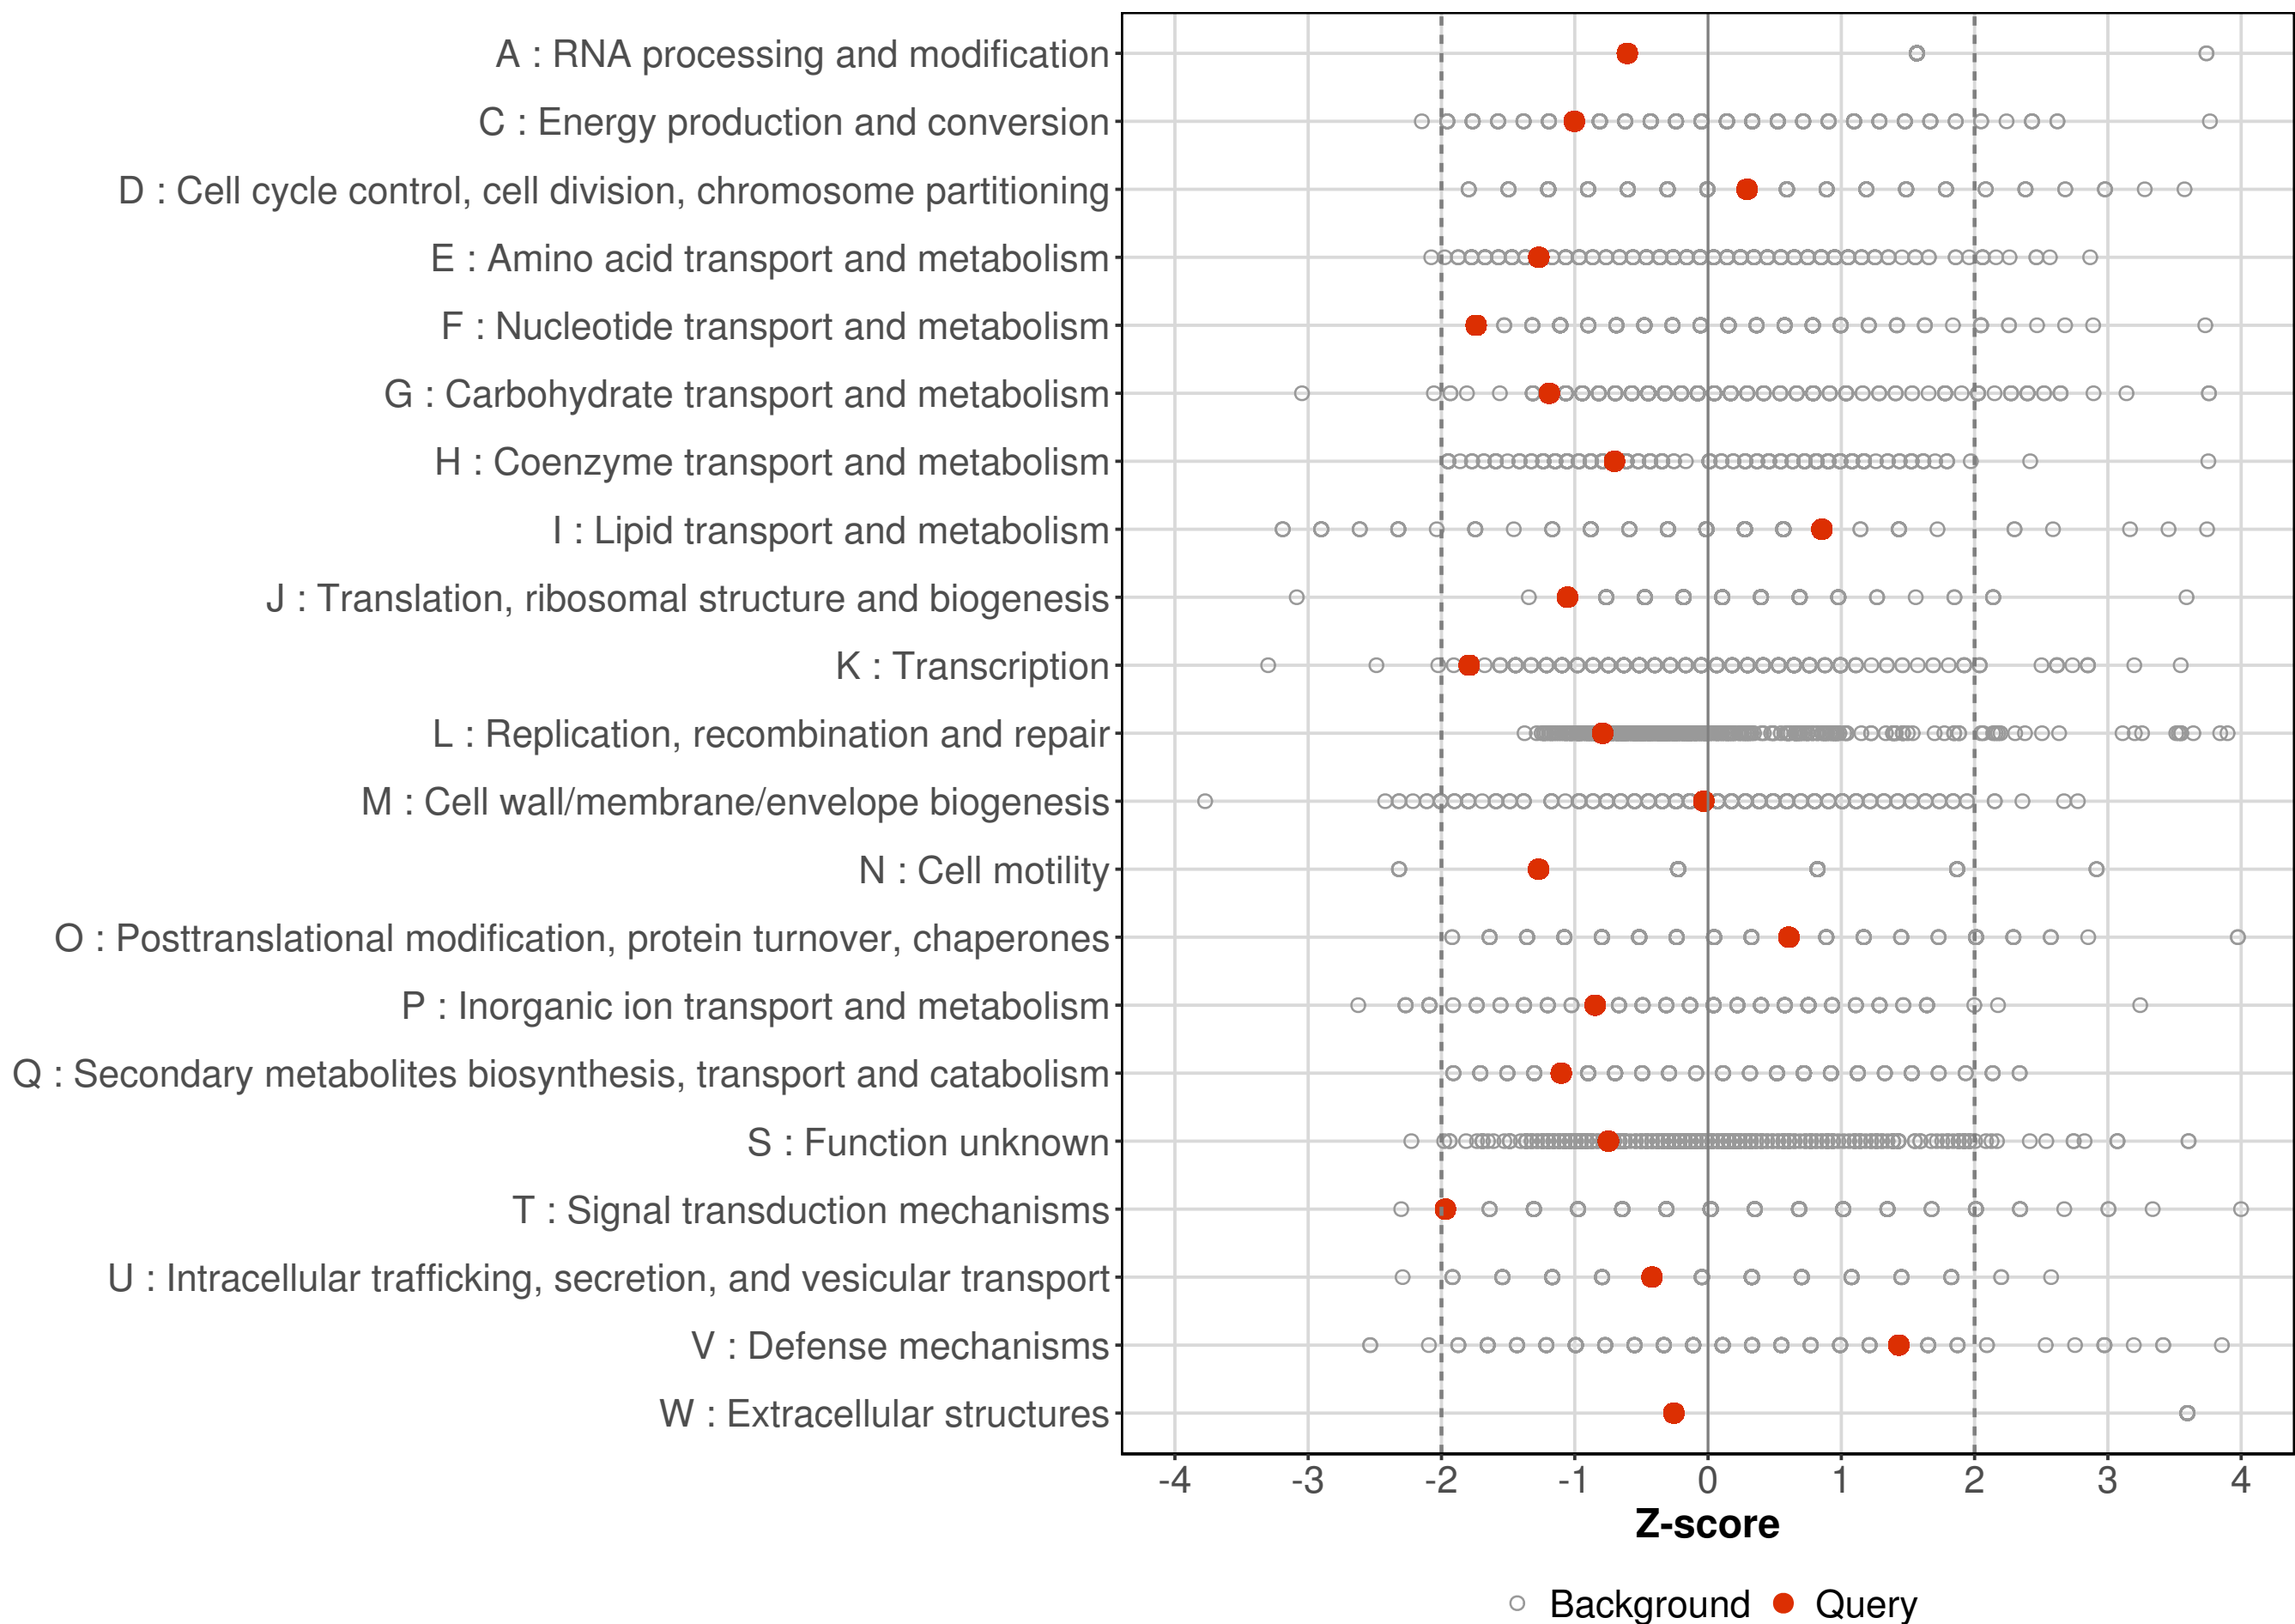 A : RNA processing and modification
C : Energy production and conversion
D : Cell cycle control, cell division, chromosome partitioning
E : Amino acid transport and metabolism
F : Nucleotide transport and metabolism
G : Carbohydrate transport and metabolism
H : Coenzyme transport and metabolism
I : Lipid transport and metabolism
J : Translation, ribosomal structure and biogenesis
K : Transcription
L : Replication, recombination and repair
M : Cell wall/membrane/envelope biogenesis
N : Cell motility
O : Posttranslational modification, protein turnover, chaperones
P : Inorganic ion transport and metabolism
Q : Secondary metabolites biosynthesis, transport and catabolism
S : Function unknown
T : Signal transduction mechanisms
U : Intracellular trafficking, secretion, and vesicular transport
V : Defense mechanisms
W : Extracellular structures
-4 -3 -2 -1 0 1 2 3 4
Z-score
Background Query